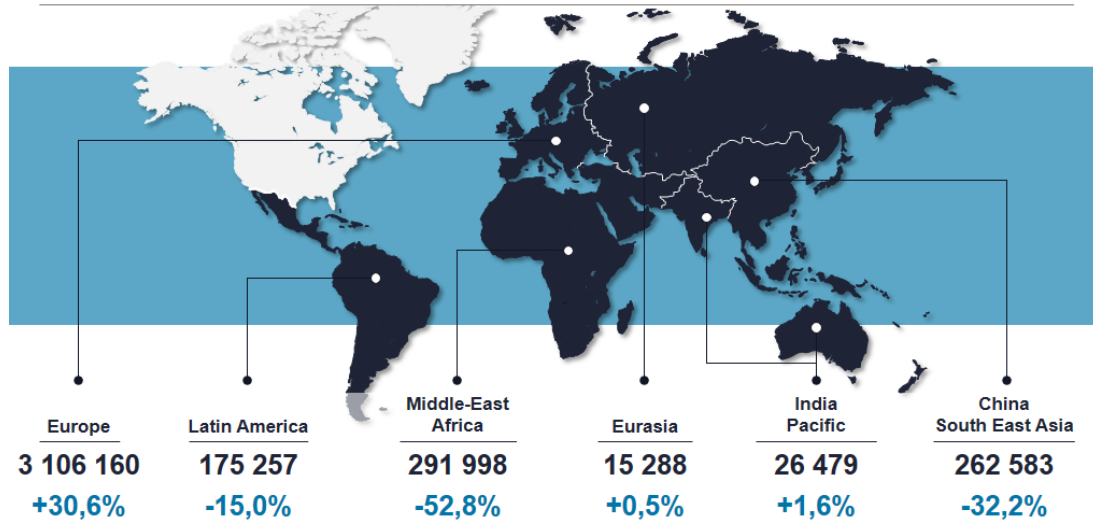 Europe
3 106 160
+30,6%
Latin America
175 257
-15,0%
Middle-East
Africa
291 998
-52,8%
Eurasia
15 288
+0,5%
India
Pacific
26 479
+1,6%
China
South East Asia
262 583
-32,2%